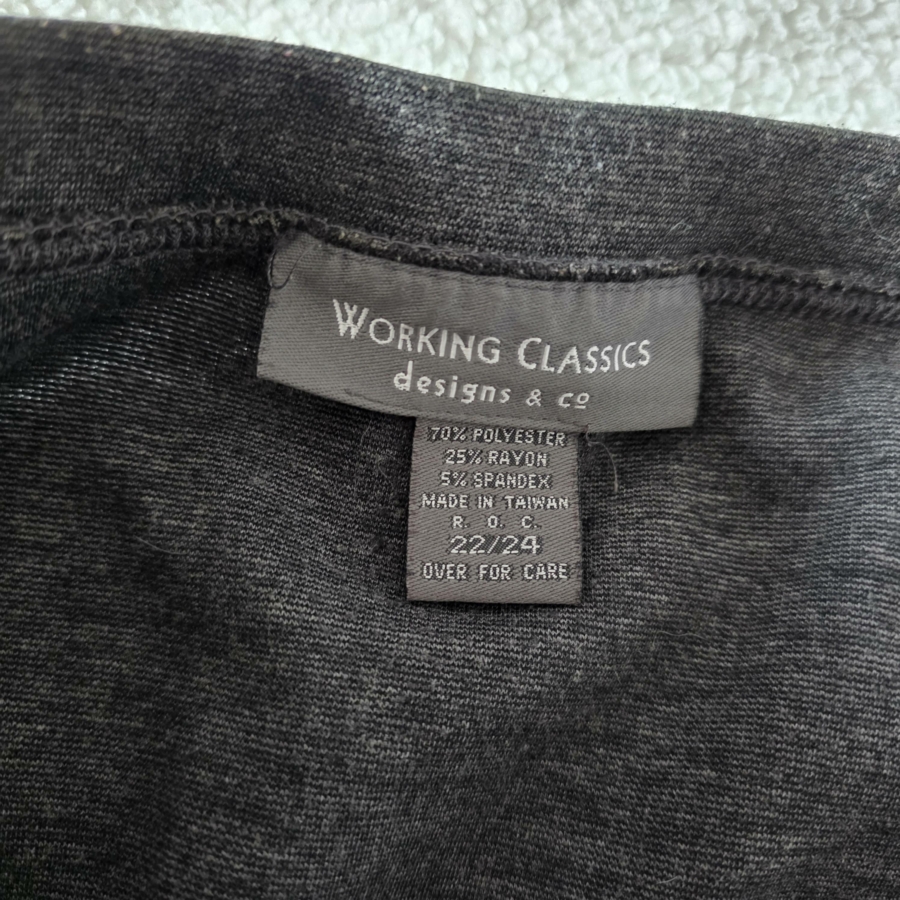 WORKING CLASSICS
designs & cº
70% POLYESTER
25% RAYON
5% SPANDEX
MADE IN TAIWAN
R. O. C.
22/24
OVER FOR CARE